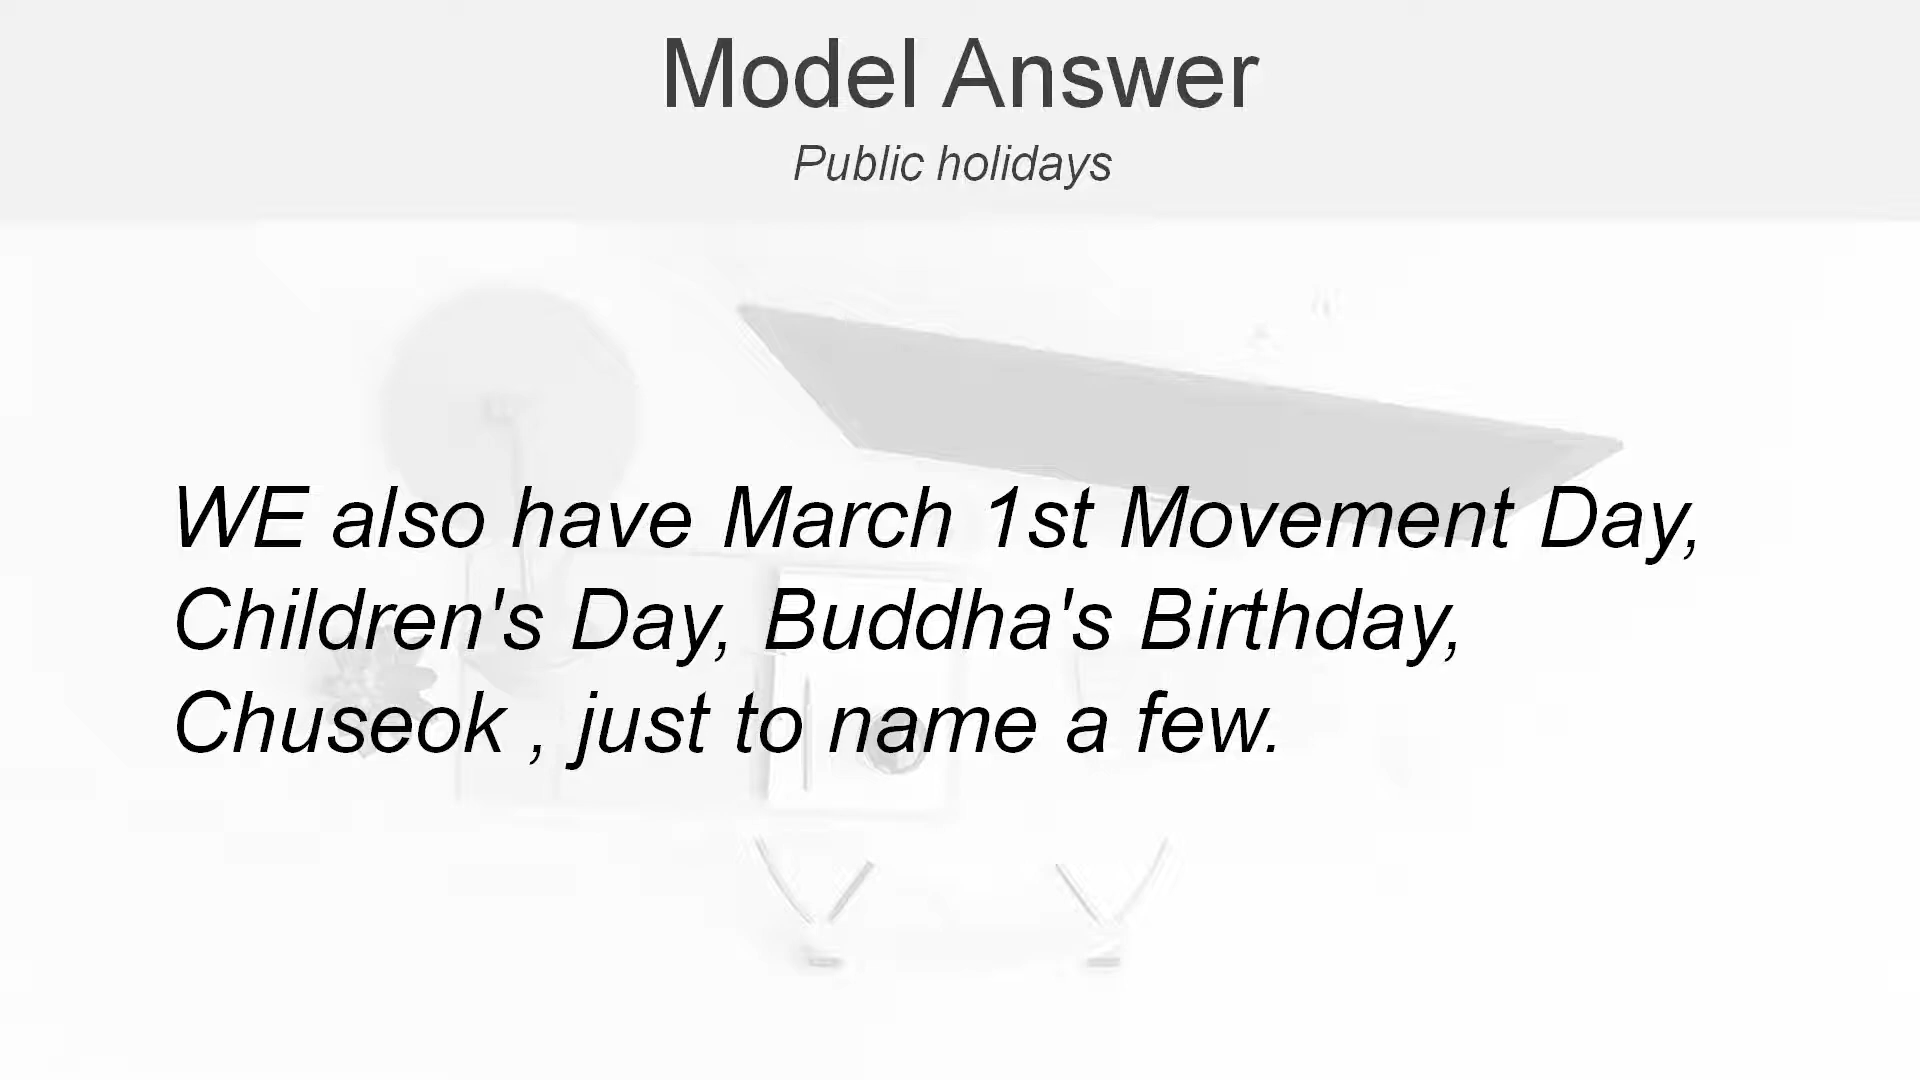 Model Answer
Public holidays
WE also have March 1st Movement Day,
Children's Day, Buddha's Birthday,
Chuseok , just to name a few.